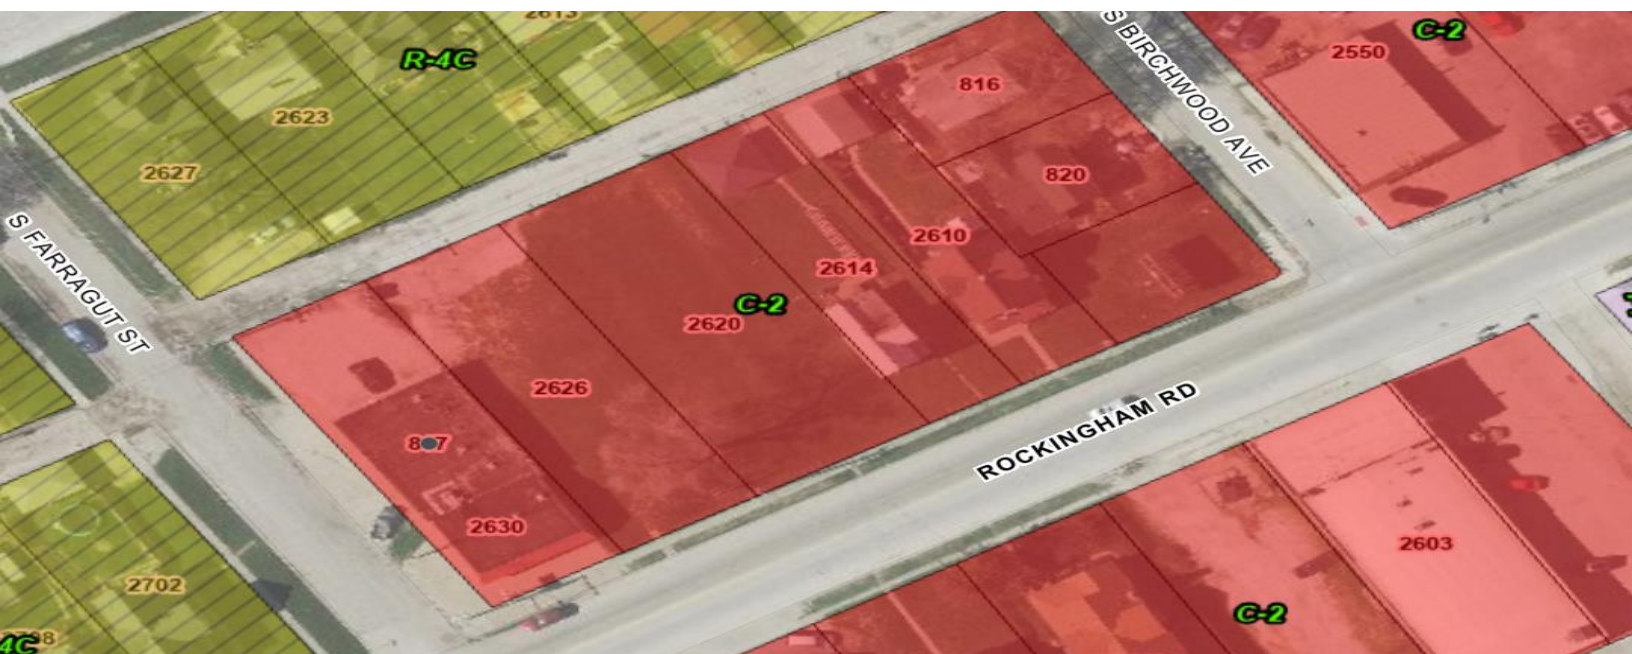 2613
R-4C
C-2
2550
S BIRCHWOOD AVE
816
2623
2627
820
S FARRAGUT ST
2610
2614
C-2
2620
2626
ROCKINGHAM RD
2630
2603
2702
C-2
4C